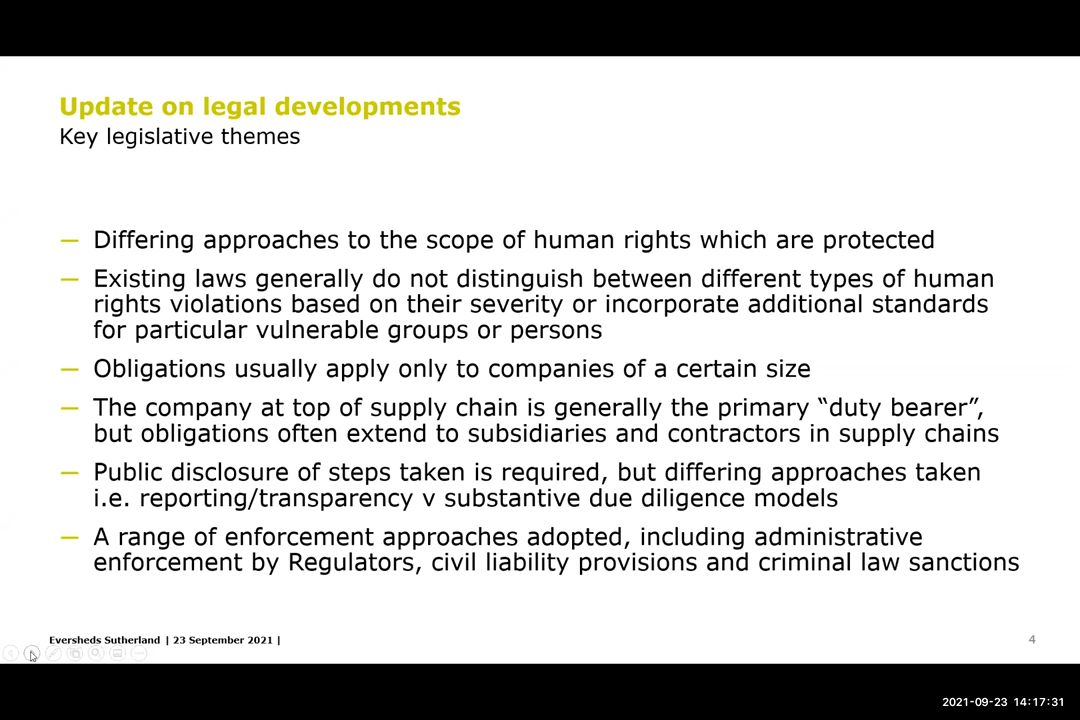 Update on legal developments
Key legislative themes
— Differing approaches to the scope of human rights which are protected
— Existing laws generally do not distinguish between different types of human
rights violations based on their severity or incorporate additional standards
for particular vulnerable groups or persons
— Obligations usually apply only to companies of a certain size
— The company at top of supply chain is generally the primary “duty bearer”,
but obligations often extend to subsidiaries and contractors in supply chains
— Public disclosure of steps taken is required, but differing approaches taken
i.e. reporting/transparency v substantive due diligence models
— A range of enforcement approaches adopted, including administrative
enforcement by Regulators, civil liability provisions and criminal law sanctions
Eversheds Sutherland | 23 September 2021 |
4
2021-09-23 14:17:31